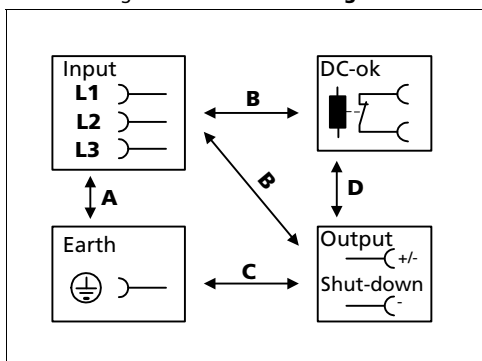 Input
L1
L2
L3
DC-ok
B
B
A
D
Earth
C
Output
+/-
Shut-down
-